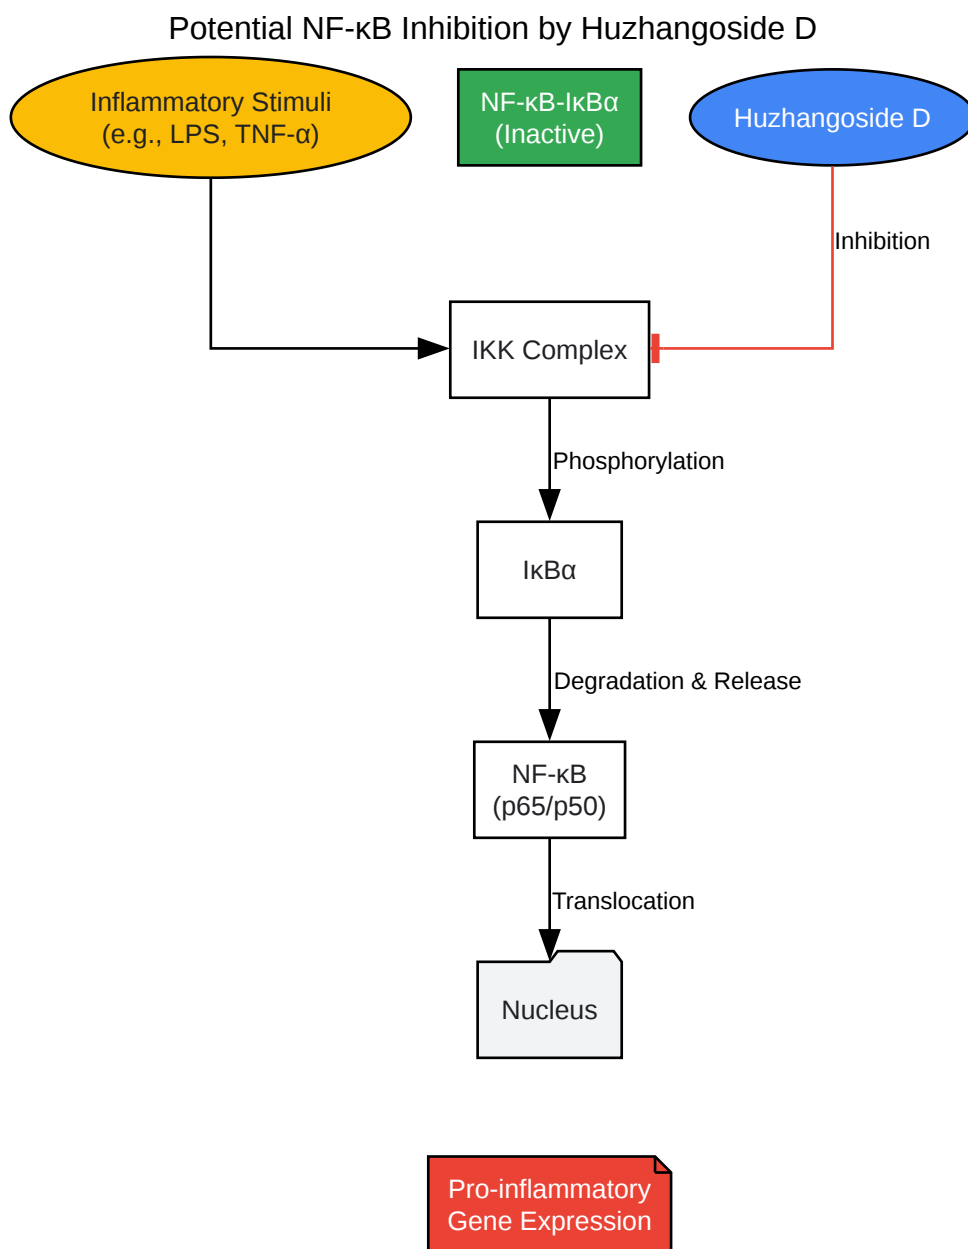 Potential NF-κB Inhibition by Huzhangoside D
Inflammatory Stimuli
(e.g., LPS, TNF-α)
NF-κB-IκBα
(Inactive)
Huzhangoside D
Inhibition
IKK Complex
Phosphorylation
IκBα
Degradation & Release
NF-κB
(p65/p50)
Translocation
Nucleus
Pro-inflammatory
Gene Expression